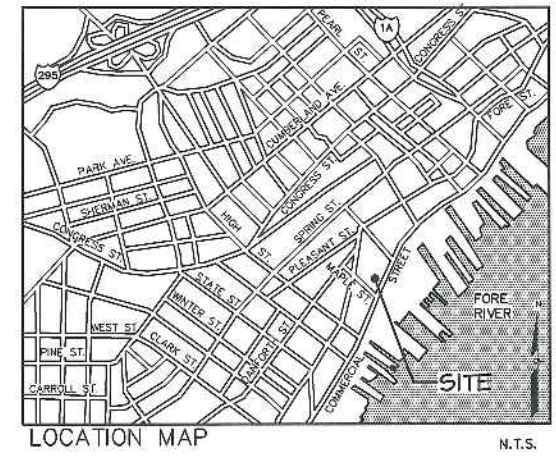 PEARL ST.
1A
CONGRESS ST.
295
CUMBERLAND AVE.
FORE ST.
PARK AVE.
SHERMAN ST.
CONGRESS ST.
CONGRESS ST.
HIGH ST.
SPRING ST.
PLEASANT ST.
STATE ST.
MAPLE ST.
WINTER ST.
COMMERCIAL STREET
FORE
RIVER
N
WEST ST.
CLARK ST.
DANFORTH ST.
PINE ST.
CARROLL ST.
SITE
LOCATION MAP
N.T.S.